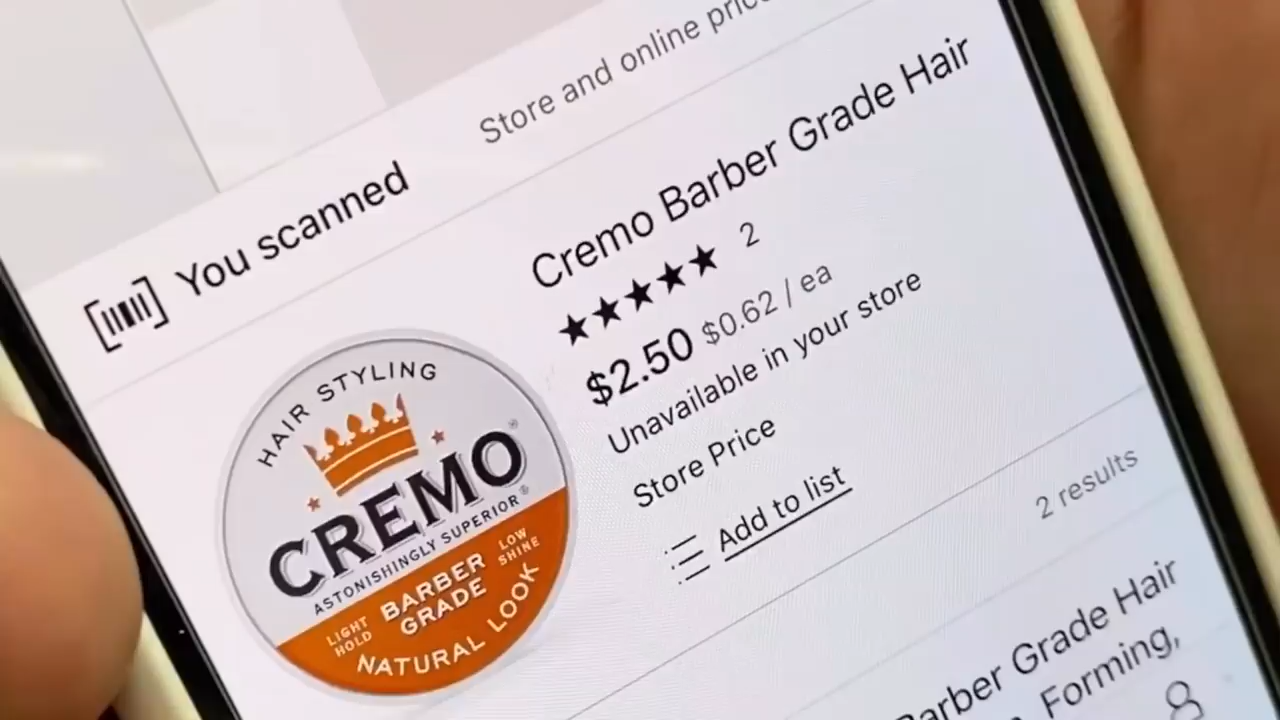 Store and online
You scanned
Cremo Barber Grade Hair
★★★★★ 2
$2.50 $0.62 / ea
Unavailable in your store
Store Price
Add to list
HAIR STYLING
CREMO®
ASTONISHINGLY SUPERIOR®
LIGHT HOLD
BARBER GRADE
LOW SHINE
NATURAL LOOK
2 results
Barber Grade Hair
Forming,